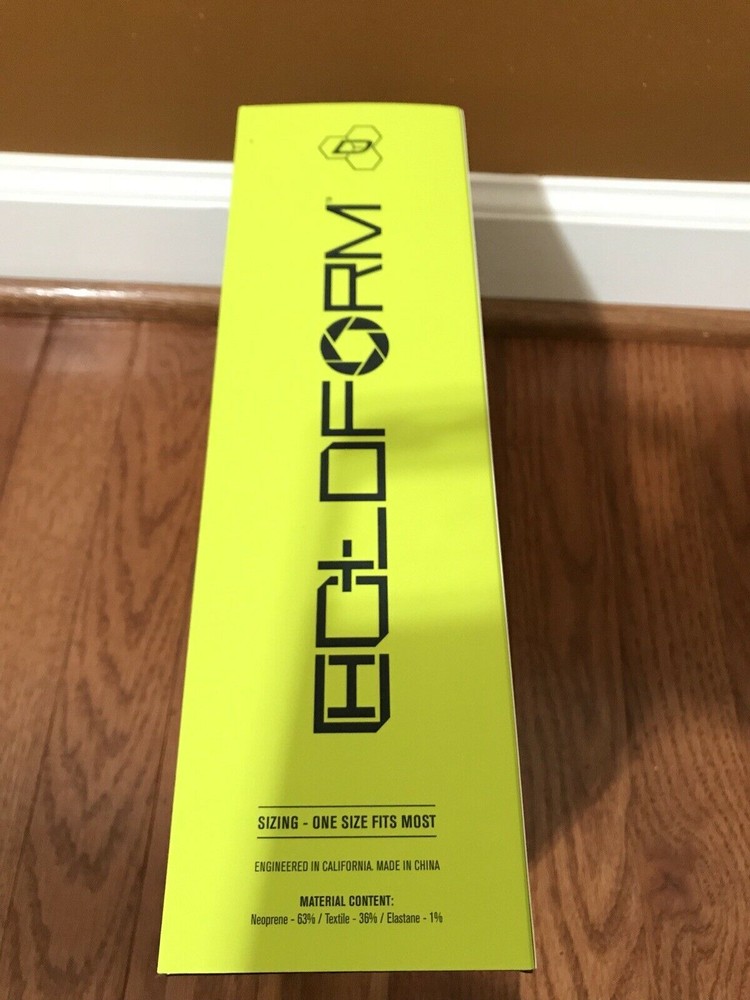 D
HOLDFORM™
SIZING - ONE SIZE FITS MOST
ENGINEERED IN CALIFORNIA. MADE IN CHINA
MATERIAL CONTENT:
Neoprene - 63% / Textile - 36% / Elastane - 1%